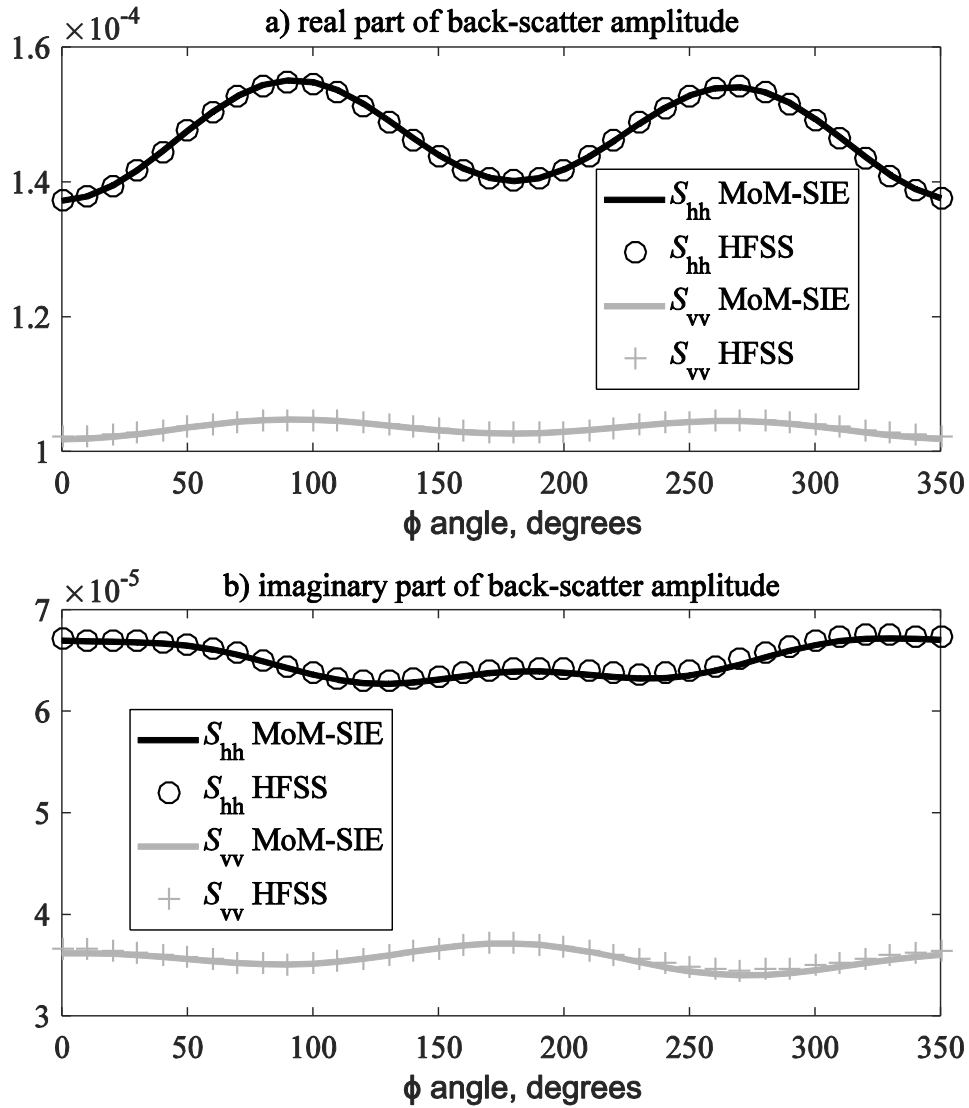 a) real part of back-scatter amplitude
×10⁻⁴
1.6
1.4
1.2
1
S_hh MoM-SIE
S_hh HFSS
S_vv MoM-SIE
S_vv HFSS
0 50 100 150 200 250 300 350
ϕ angle, degrees
b) imaginary part of back-scatter amplitude
×10⁻⁵
7
6
5
4
3
S_hh MoM-SIE
S_hh HFSS
S_vv MoM-SIE
S_vv HFSS
0 50 100 150 200 250 300 350
ϕ angle, degrees